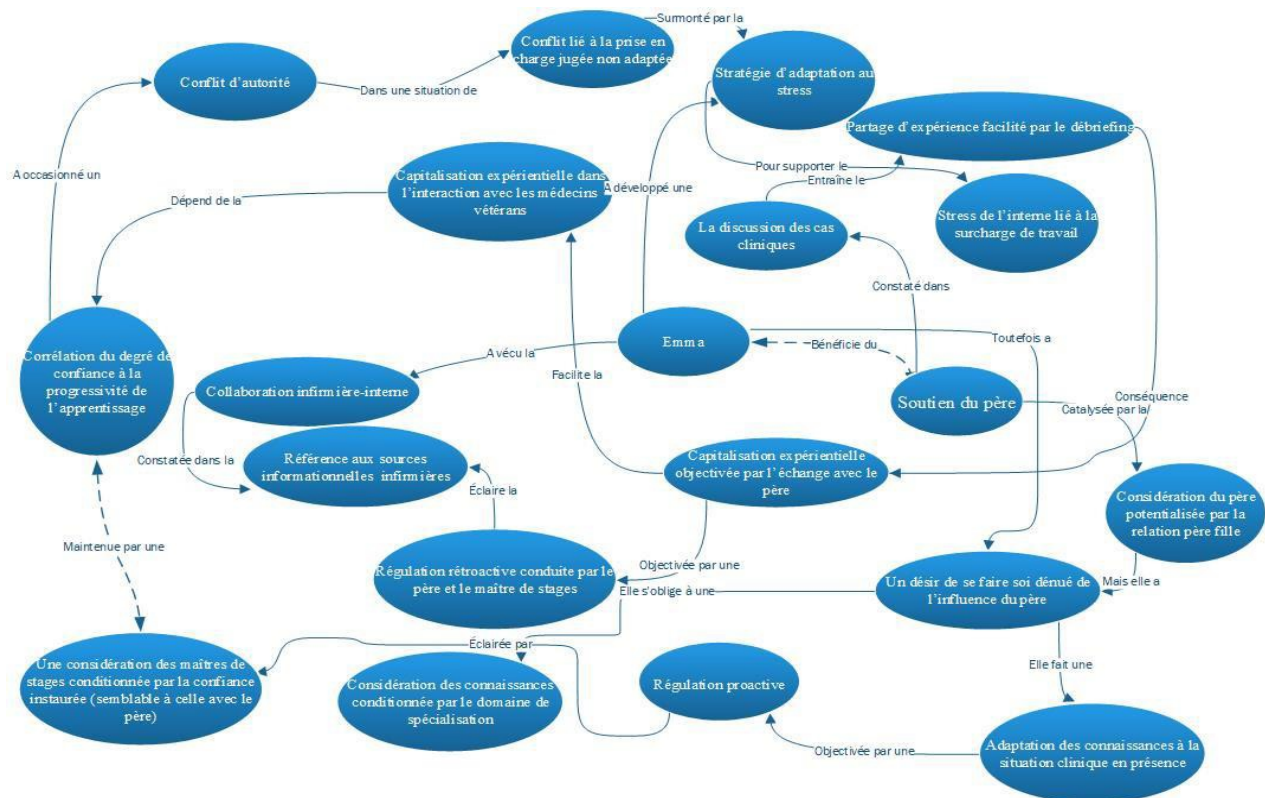 Surmonté par la
Conflit lié à la prise en
charge jugée non adaptée
Conflit d'autorité
Dans une situation de
Stratégie d'adaptation au
stress
Partage d'expérience facilité par le débriefing
A occasionné un
Capitalisation expérientielle dans
l'interaction avec les médecins
vétérans
Dépend de la
A développé une
Pour supporter le
Entraîne le
Stress de l'interne lié à la
surcharge de travail
La discussion des cas
cliniques
Constaté dans
Corrélation du degré de
confiance à la
progressivité de
l'apprentissage
Emma
Toutefois a
Bénéficie du
A vécu la
Facilite la
Collaboration infirmière-interne
Soutien du père
Conséquence
Catalysée par la
Constatée dans la
Référence aux sources
informationnelles infirmières
Capitalisation expérientielle
objectivée par l'échange avec le
père
Éclaire la
Considération du père
potentialisée par la
relation père fille
Maintenue par une
Régulation rétroactive conduite par le
père et le maître de stages
Objectivée par une
Elle s'oblige à une
Un désir de se faire soi dénué de
l'influence du père
Mais elle a
Éclairée par
Elle fait une
Une considération des maîtres de
stages conditionnée par la confiance
instaurée (semblable à celle avec le
père)
Considération des connaissances
conditionnée par le domaine de
spécialisation
Régulation proactive
Objectivée par une
Adaptation des connaissances à la
situation clinique en présence